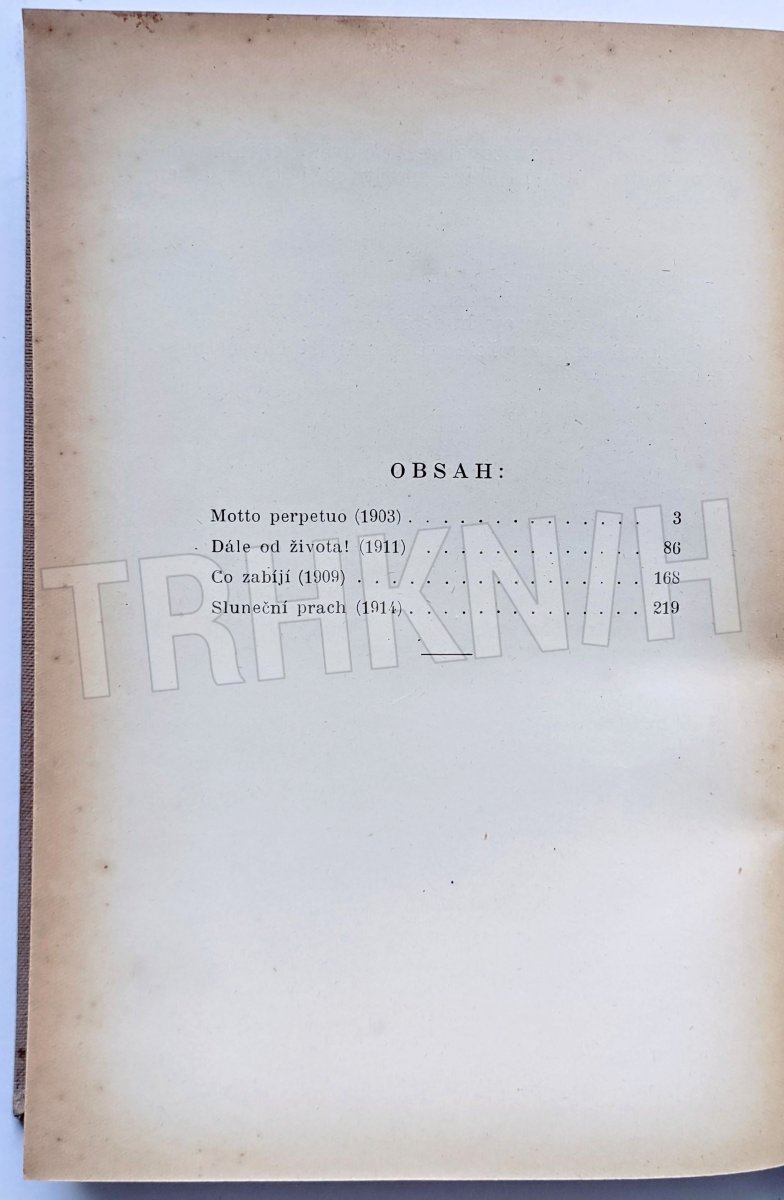 OBSAH:
Motto perpetuo (1903) . . . . . . . . . . . . . . 3
Dále od života! (1911) . . . . . . . . . . . . . 86
Co zabíjí (1909) . . . . . . . . . . . . . . . . . 168
Sluneční prach (1914) . . . . . . . . . . . . . . 219
TRHKNIH